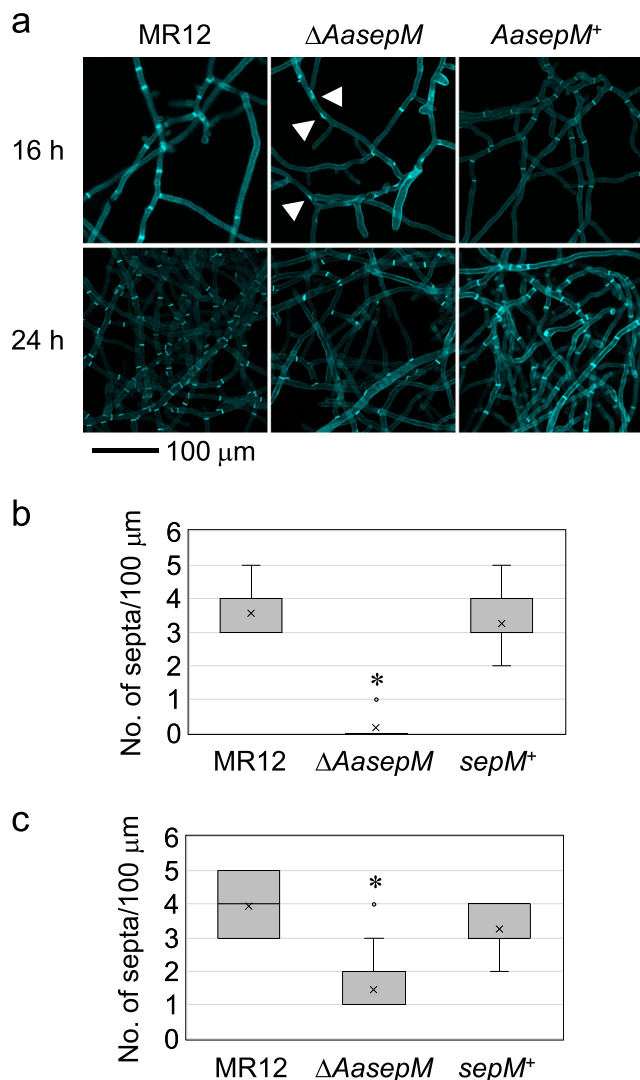 a
MR12 ΔAasepM AasepM+
16 h
24 h
100 μm
b
No. of septa/100 μm
6
5
4
3
2
1
0
*
MR12 ΔAasepM sepM+
c
No. of septa/100 μm
6
5
4
3
2
1
0
*
MR12 ΔAasepM sepM+